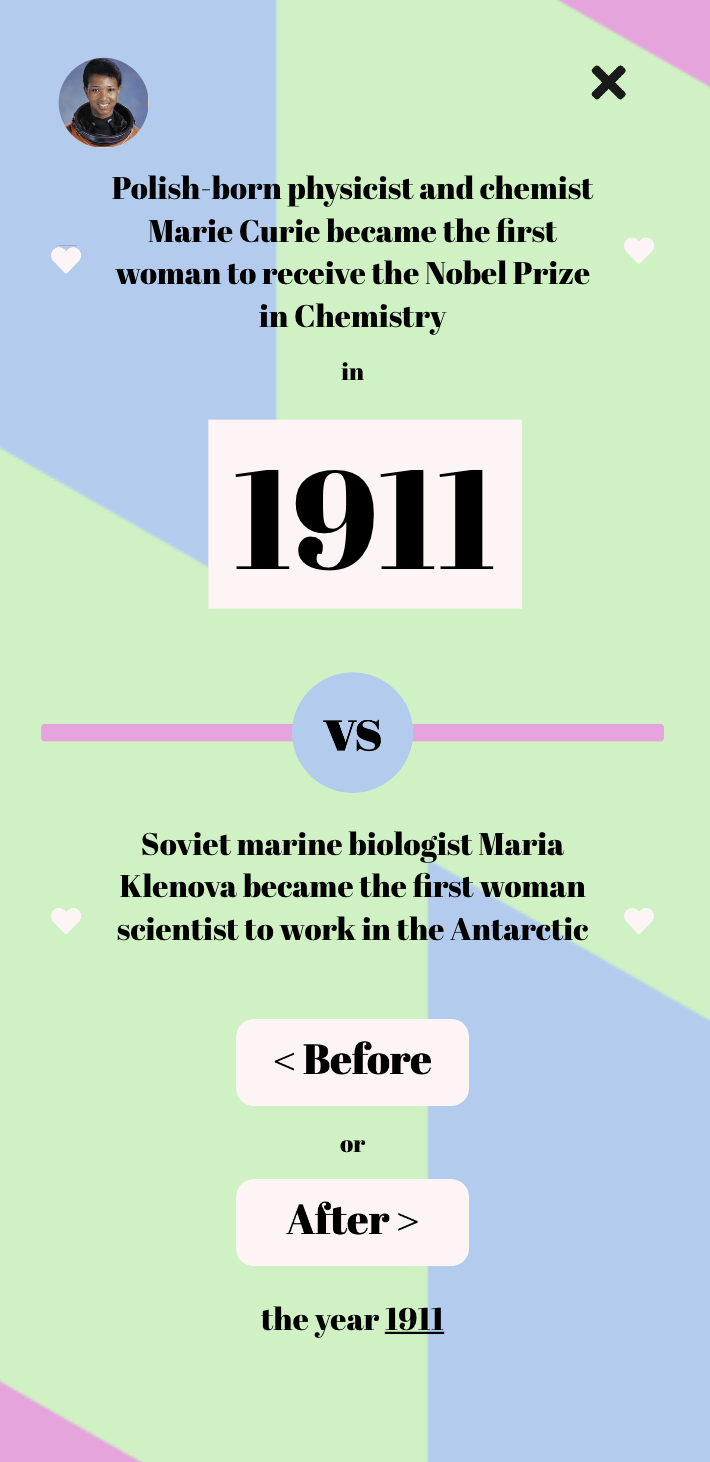 Polish-born physicist and chemist
Marie Curie became the first
woman to receive the Nobel Prize
in Chemistry
in
1911
VS
Soviet marine biologist Maria
Klenova became the first woman
scientist to work in the Antarctic
< Before
or
After >
the year 1911